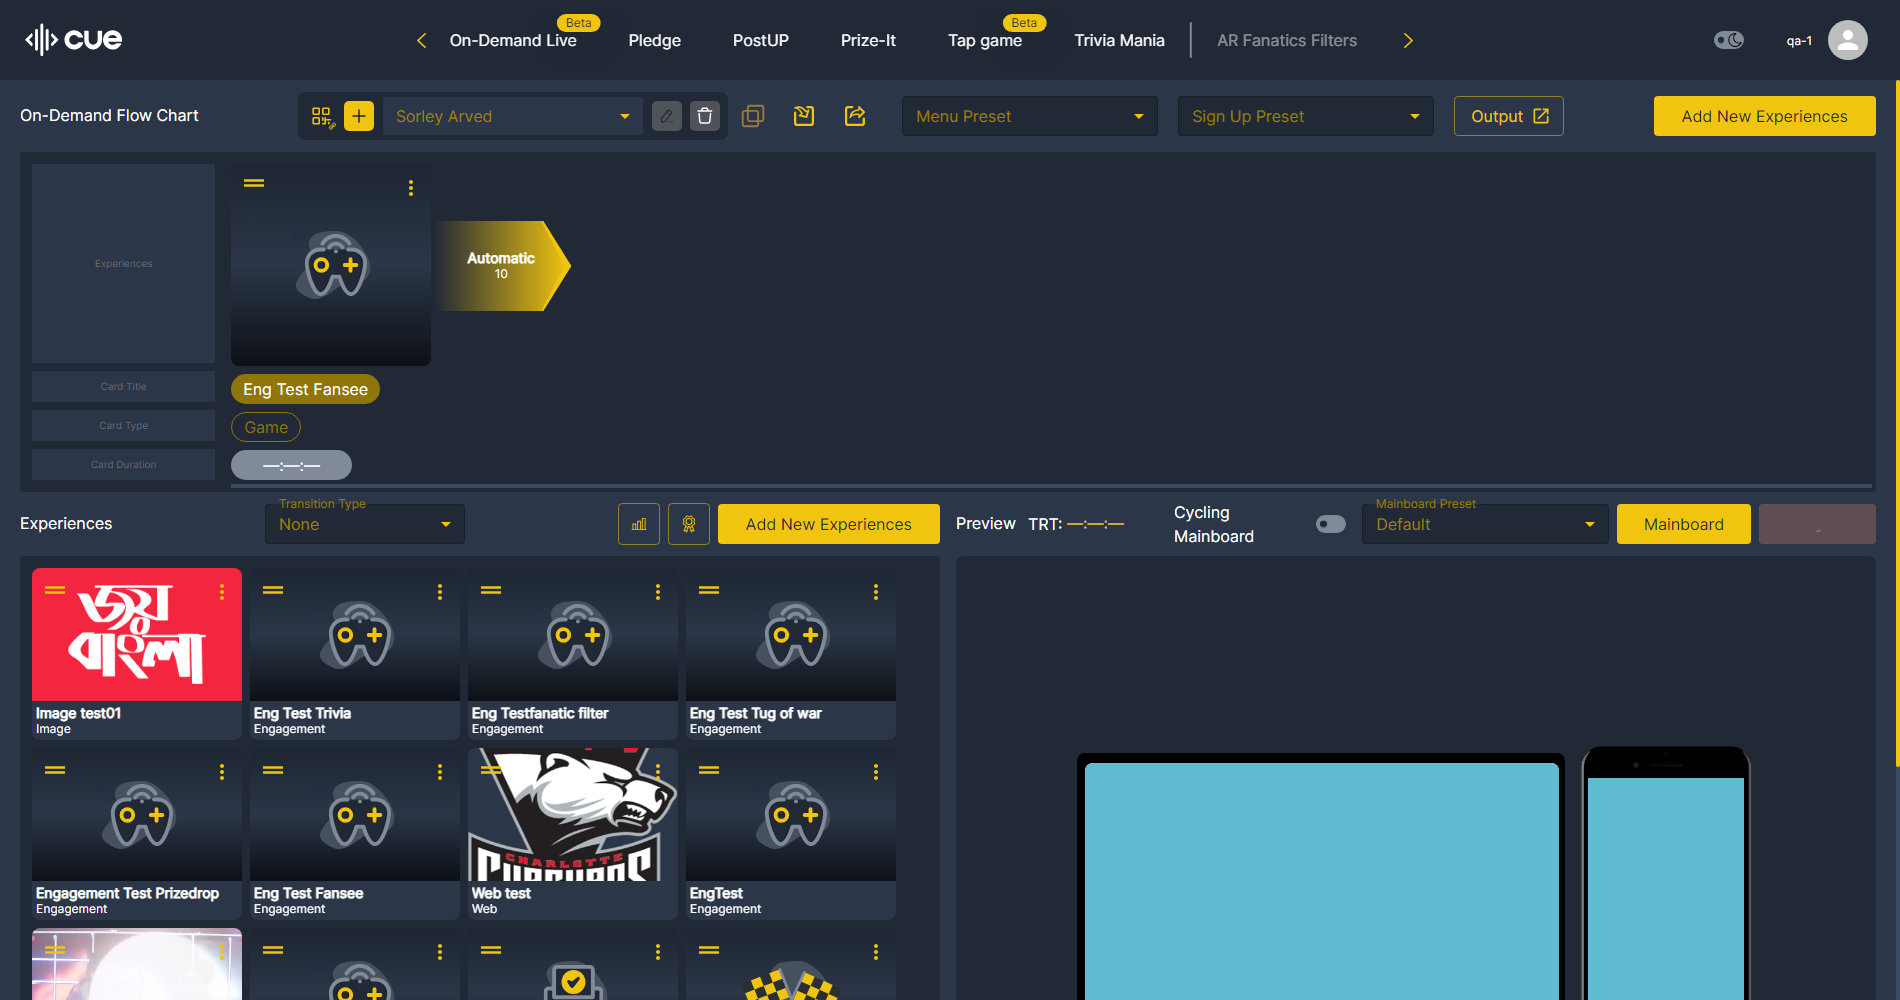 cue
On-Demand Live
Beta
Pledge
PostUP
Prize-It
Tap game
Beta
Trivia Mania
AR Fanatics Filters
qa-1
On-Demand Flow Chart
Sorley Arved
Menu Preset
Sign Up Preset
Output
Add New Experiences
Experiences
Automatic
10
Card Title
Eng Test Fansee
Card Type
Game
Card Duration
—:—:—
Experiences
Transition Type
None
Add New Experiences
Preview
TRT: —:—:—
Cycling
Mainboard
Mainboard Preset
Default
Mainboard
-
জয়
বাংলা
Image test01
Image
Eng Test Trivia
Engagement
Eng Testfanatic filter
Engagement
Eng Test Tug of war
Engagement
Engagement Test Prizedrop
Engagement
Eng Test Fansee
Engagement
CHARLOTTE
Web test
Web
EngTest
Engagement